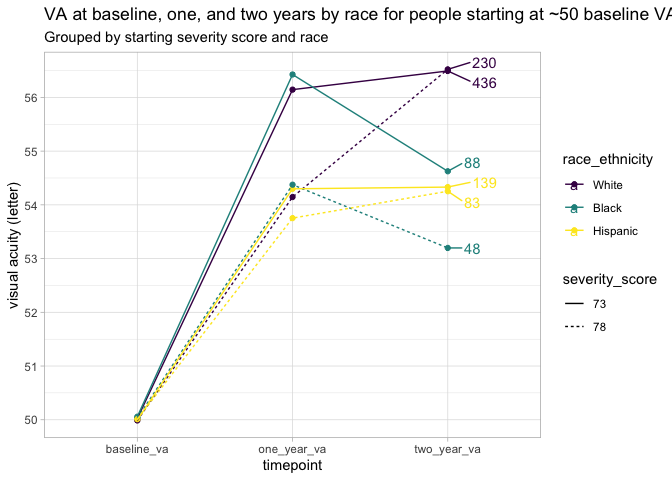 VA at baseline, one, and two years by race for people starting at ~50 baseline VA
Grouped by starting severity score and race
visual acuity (letter)
56
55
54
53
52
51
50
230
436
88
139
83
48
baseline_va
one_year_va
two_year_va
timepoint
race_ethnicity
a White
a Black
a Hispanic
severity_score
73
78